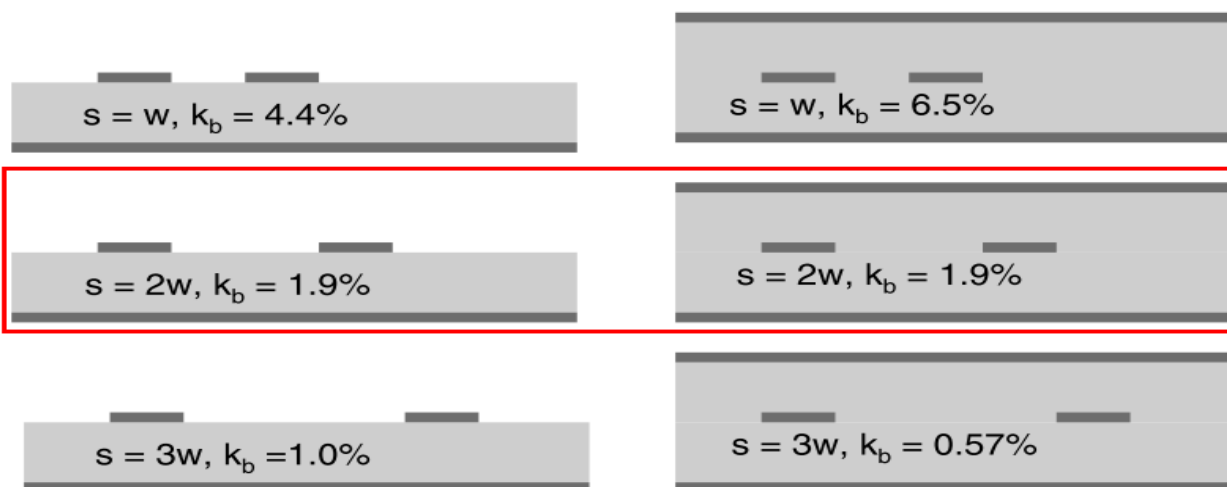 s = w, k_b = 4.4%
s = w, k_b = 6.5%
s = 2w, k_b = 1.9%
s = 2w, k_b = 1.9%
s = 3w, k_b =1.0%
s = 3w, k_b = 0.57%